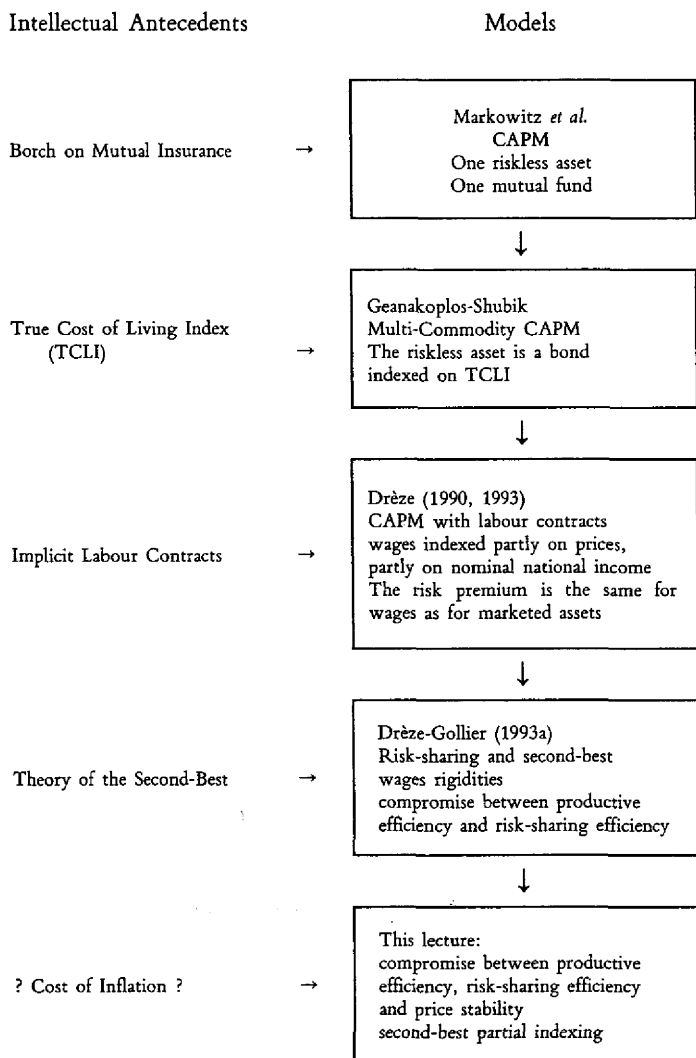 Intellectual Antecedents
Models
Borch on Mutual Insurance →
Markowitz et al.
CAPM
One riskless asset
One mutual fund
↓
True Cost of Living Index
(TCLI) →
Geanakoplos-Shubik
Multi-Commodity CAPM
The riskless asset is a bond
indexed on TCLI
↓
Implicit Labour Contracts →
Drèze (1990, 1993)
CAPM with labour contracts
wages indexed partly on prices,
partly on nominal national income
The risk premium is the same for
wages as for marketed assets
↓
Theory of the Second-Best →
Drèze-Gollier (1993a)
Risk-sharing and second-best
wages rigidities
compromise between productive
efficiency and risk-sharing efficiency
↓
? Cost of Inflation ? →
This lecture:
compromise between productive
efficiency, risk-sharing efficiency
and price stability
second-best partial indexing